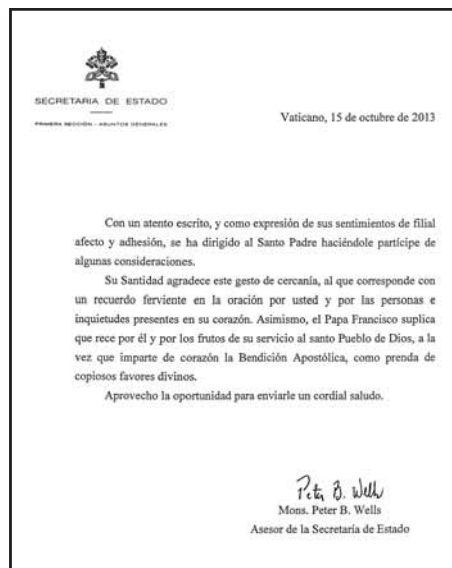 SECRETARIA DE ESTADO
PRIMERA SECCIÓN - ASUNTOS GENERALES
Vaticano, 15 de octubre de 2013
Con un atento escrito, y como expresión de sus sentimientos de filial
afecto y adhesión, se ha dirigido al Santo Padre haciéndole partícipe de
algunas consideraciones.
Su Santidad agradece este gesto de cercanía, al que corresponde con
un recuerdo ferviente en la oración por usted y por las personas e
inquietudes presentes en su corazón. Asimismo, el Papa Francisco suplica
que rece por él y por los frutos de su servicio al santo Pueblo de Dios, a la
vez que imparte de corazón la Bendición Apostólica, como prenda de
copiosos favores divinos.
Aprovecho la oportunidad para enviarle un cordial saludo.
Peter B. Wells
Mons. Peter B. Wells
Asesor de la Secretaría de Estado